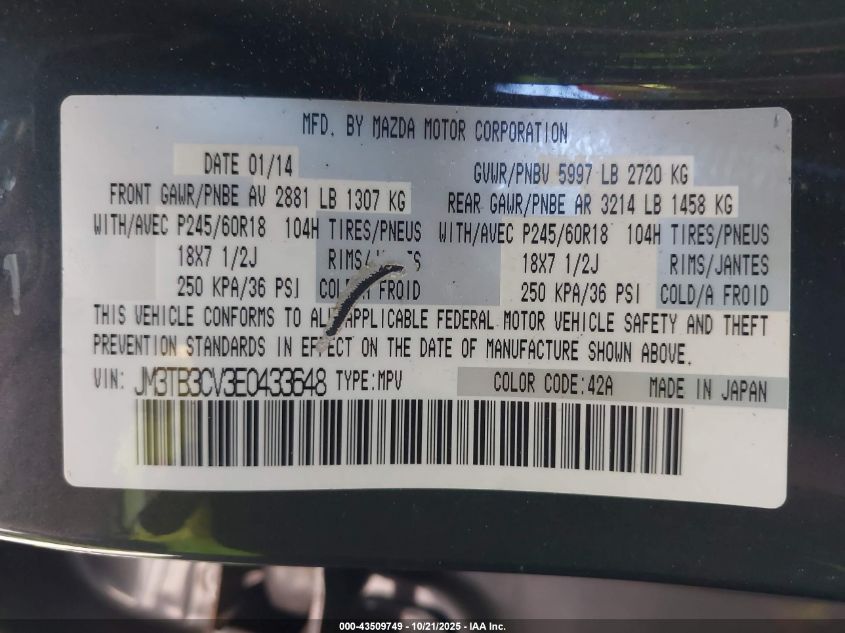 MFD. BY MAZDA MOTOR CORPORATION
DATE 01/14 GVWR/PNBV 5997 LB 2720 KG
FRONT GAWR/PNBE AV 2881 LB 1307 KG REAR GAWR/PNBE AR 3214 LB 1458 KG
WITH/AVEC P245/60R18 104H TIRES/PNEUS WITH/AVEC P245/60R18 104H TIRES/PNEUS
18X7 1/2J RIMS/JANTES 18X7 1/2J RIMS/JANTES
250 KPA/36 PSI COLD/A FROID 250 KPA/36 PSI COLD/A FROID
THIS VEHICLE CONFORMS TO ALL APPLICABLE FEDERAL MOTOR VEHICLE SAFETY AND THEFT
PREVENTION STANDARDS IN EFFECT ON THE DATE OF MANUFACTURE SHOWN ABOVE.
VIN: JM3TB3CV3E0433648 TYPE:MPV COLOR CODE:42A MADE IN JAPAN
000-43509749 - 10/21/2025 - IAA Inc.